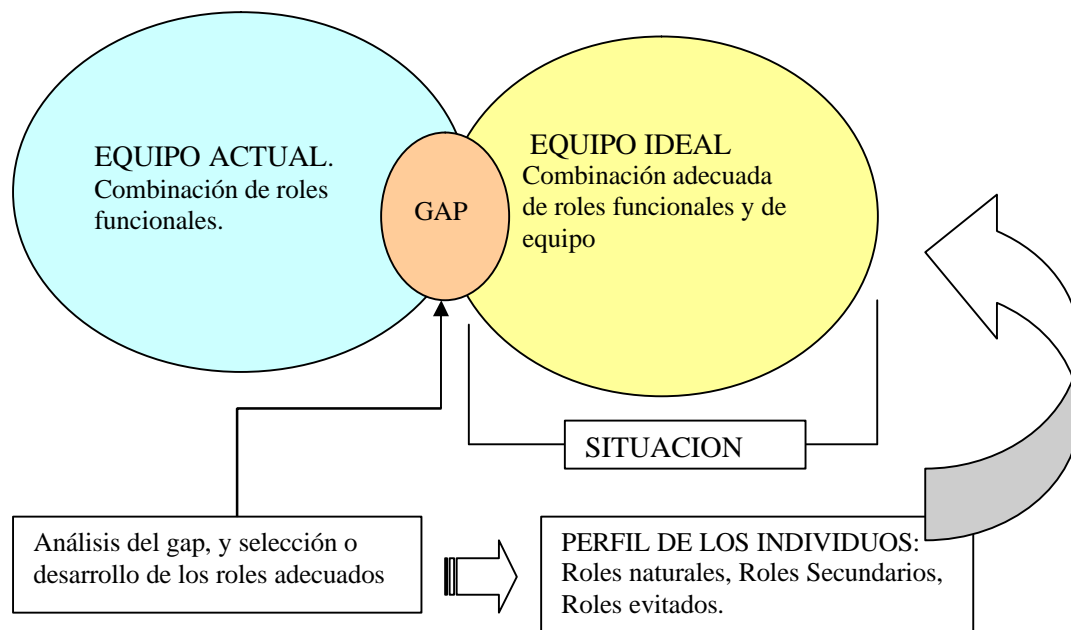 EQUIPO ACTUAL.
Combinación de roles
funcionales.
GAP
EQUIPO IDEAL
Combinación adecuada
de roles funcionales y de
equipo
SITUACION
Análisis del gap, y selección o
desarrollo de los roles adecuados
PERFIL DE LOS INDIVIDUOS:
Roles naturales, Roles Secundarios,
Roles evitados.